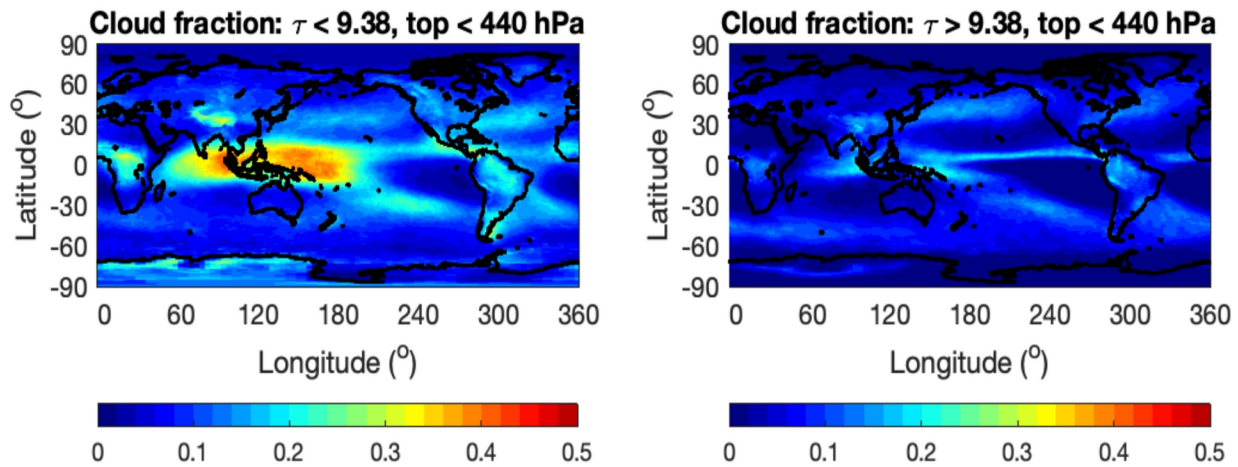 Cloud fraction: τ < 9.38, top < 440 hPa
90
60
30
0
-30
-60
-90
Latitude (o)
0 60 120 180 240 300 360
Longitude (o)
0 0.1 0.2 0.3 0.4 0.5
Cloud fraction: τ > 9.38, top < 440 hPa
90
60
30
0
-30
-60
-90
Latitude (o)
0 60 120 180 240 300 360
Longitude (o)
0 0.1 0.2 0.3 0.4 0.5